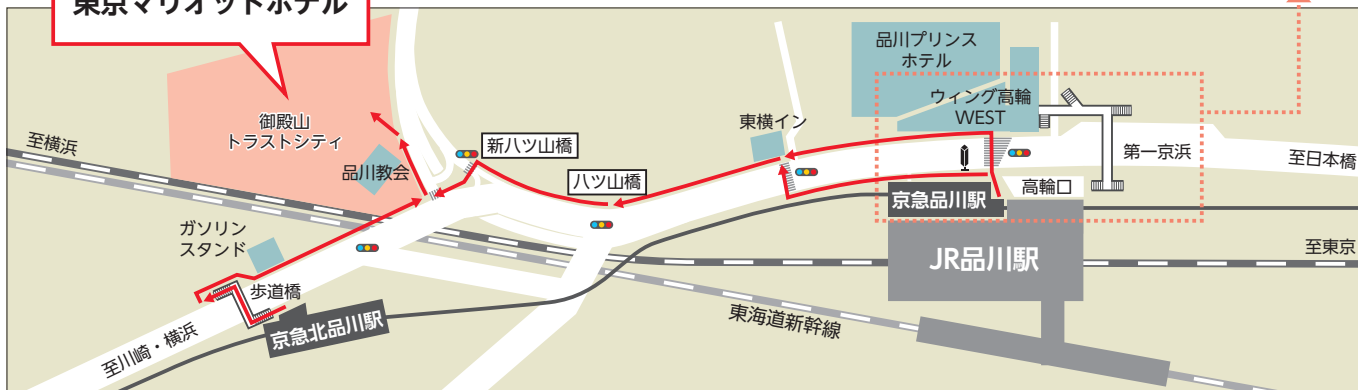 東京マリオットホテル
御殿山
トラストシティ
至横浜
品川教会
新八ツ山橋
八ツ山橋
東横イン
品川プリンス
ホテル
ウィング高輪
WEST
第一京浜
至日本橋
高輪口
京急品川駅
JR品川駅
至東京
ガソリン
スタンド
歩道橋
京急北品川駅
至川崎・横浜
東海道新幹線